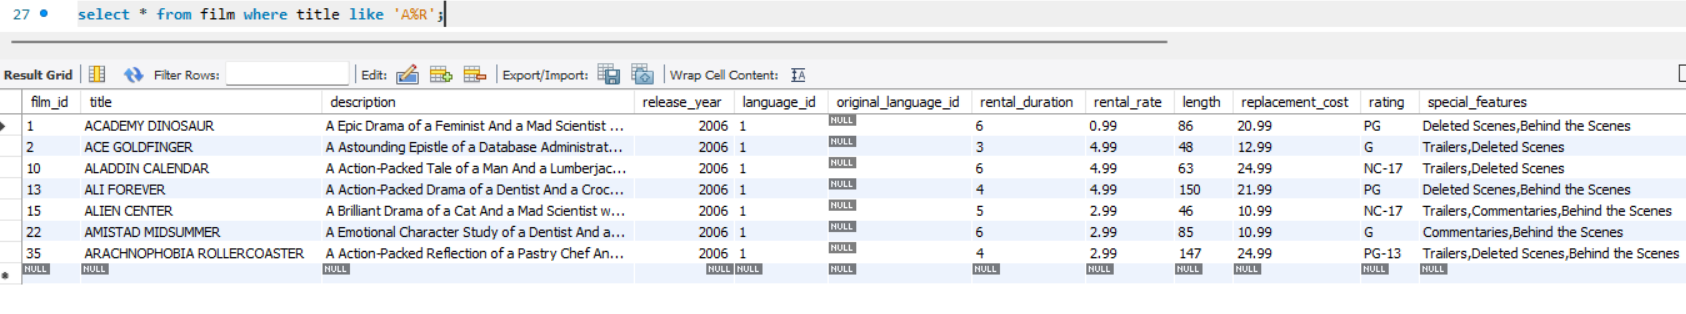 27 select * from film where title like 'A%R';
Result Grid Filter Rows: Edit: Export/Import: Wrap Cell Content: IA
film_id title description release_year language_id original_language_id rental_duration rental_rate length replacement_cost rating special_features
1 ACADEMY DINOSAUR A Epic Drama of a Feminist And a Mad Scientist ... 2006 1 NULL 6 0.99 86 20.99 PG Deleted Scenes,Behind the Scenes
2 ACE GOLDFINGER A Astounding Epistle of a Database Administrat... 2006 1 NULL 3 4.99 48 12.99 G Trailers,Deleted Scenes
10 ALADDIN CALENDAR A Action-Packed Tale of a Man And a Lumberjac... 2006 1 NULL 6 4.99 63 24.99 NC-17 Trailers,Deleted Scenes
13 ALI FOREVER A Action-Packed Drama of a Dentist And a Croc... 2006 1 NULL 4 4.99 150 21.99 PG Deleted Scenes,Behind the Scenes
15 ALIEN CENTER A Brilliant Drama of a Cat And a Mad Scientist w... 2006 1 NULL 5 2.99 46 10.99 NC-17 Trailers,Commentaries,Behind the Scenes
22 AMISTAD MIDSUMMER A Emotional Character Study of a Dentist And a... 2006 1 NULL 6 2.99 85 10.99 G Commentaries,Behind the Scenes
35 ARACHNOPHOBIA ROLLERCOASTER A Action-Packed Reflection of a Pastry Chef An... 2006 1 NULL 4 2.99 147 24.99 PG-13 Trailers,Deleted Scenes,Behind the Scenes
NULL NULL NULL NULL NULL NULL NULL NULL NULL NULL NULL NULL